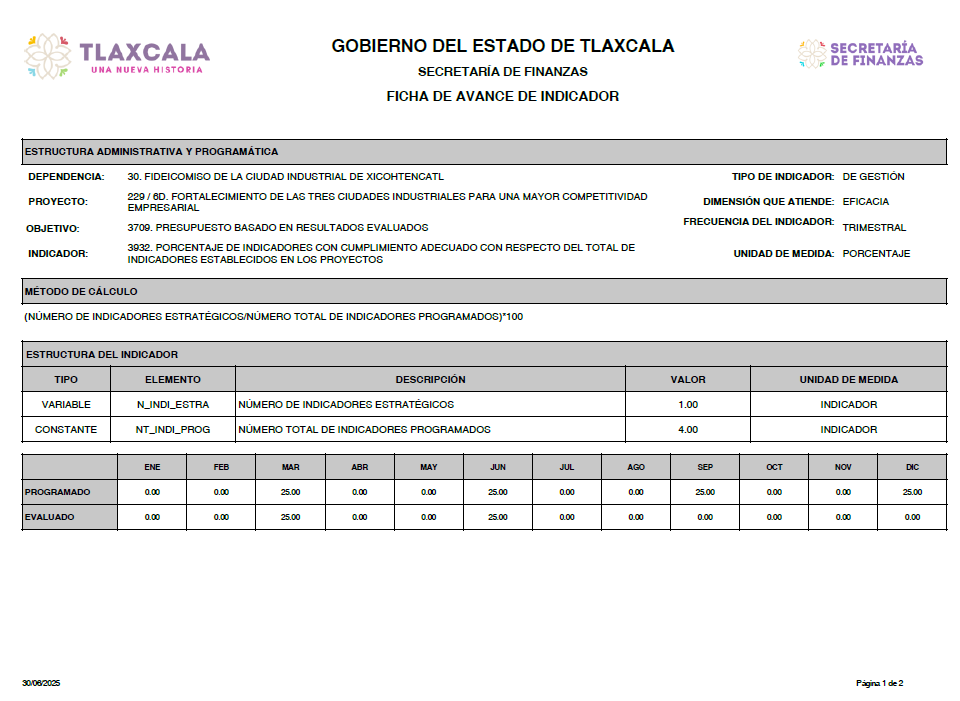 TLAXCALA
UNA NUEVA HISTORIA
GOBIERNO DEL ESTADO DE TLAXCALA
SECRETARÍA DE FINANZAS
FICHA DE AVANCE DE INDICADOR
SECRETARÍA
DE FINANZAS
ESTRUCTURA ADMINISTRATIVA Y PROGRAMÁTICA
DEPENDENCIA: 30. FIDEICOMISO DE LA CIUDAD INDUSTRIAL DE XICOHTENCATL TIPO DE INDICADOR: DE GESTIÓN
PROYECTO: 229 / 6D. FORTALECIMIENTO DE LAS TRES CIUDADES INDUSTRIALES PARA UNA MAYOR COMPETITIVIDAD
EMPRESARIAL
DIMENSIÓN QUE ATIENDE: EFICACIA
OBJETIVO: 3709. PRESUPUESTO BASADO EN RESULTADOS EVALUADOS FRECUENCIA DEL INDICADOR: TRIMESTRAL
INDICADOR: 3932. PORCENTAJE DE INDICADORES CON CUMPLIMIENTO ADECUADO CON RESPECTO DEL TOTAL DE
INDICADORES ESTABLECIDOS EN LOS PROYECTOS
UNIDAD DE MEDIDA: PORCENTAJE
MÉTODO DE CÁLCULO
(NÚMERO DE INDICADORES ESTRATÉGICOS/NÚMERO TOTAL DE INDICADORES PROGRAMADOS)*100
ESTRUCTURA DEL INDICADOR
TIPO ELEMENTO DESCRIPCIÓN VALOR UNIDAD DE MEDIDA
VARIABLE N_INDI_ESTRA NÚMERO DE INDICADORES ESTRATÉGICOS 1.00 INDICADOR
CONSTANTE NT_INDI_PROG NÚMERO TOTAL DE INDICADORES PROGRAMADOS 4.00 INDICADOR
ENE FEB MAR ABR MAY JUN JUL AGO SEP OCT NOV DIC
PROGRAMADO 0.00 0.00 25.00 0.00 0.00 25.00 0.00 0.00 25.00 0.00 0.00 25.00
EVALUADO 0.00 0.00 25.00 0.00 0.00 25.00 0.00 0.00 0.00 0.00 0.00 0.00
30/06/2025 Página 1 de 2